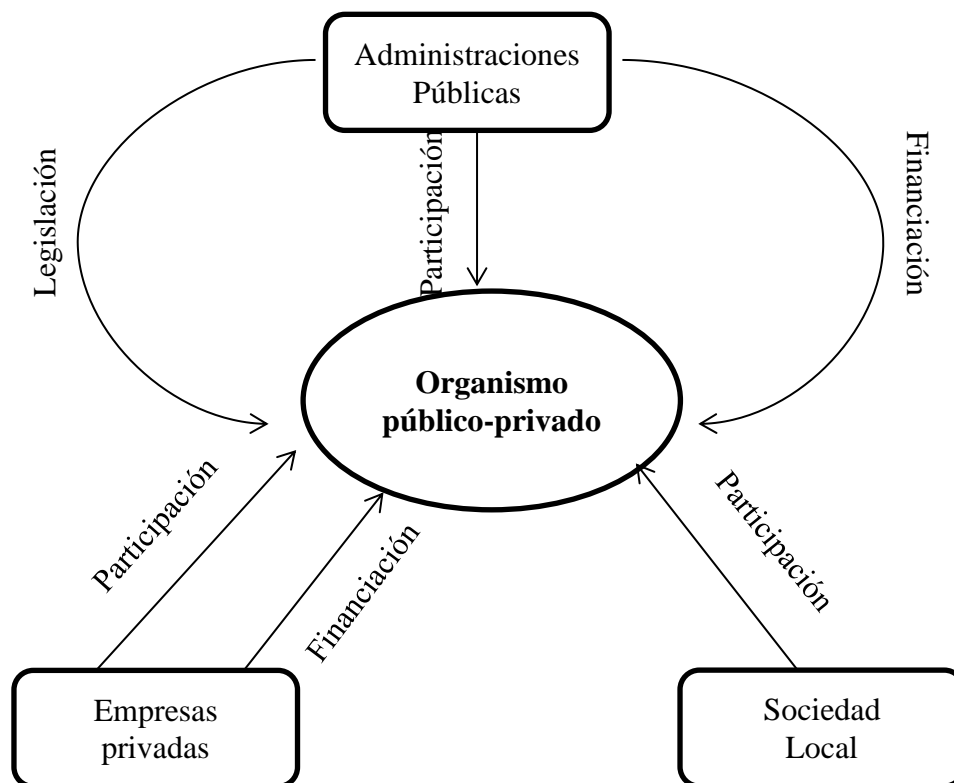 Administraciones
Públicas
Legislación
Participación
Financiación
Organismo
público-privado
Participación
Financiación
Participación
Empresas
privadas
Sociedad
Local